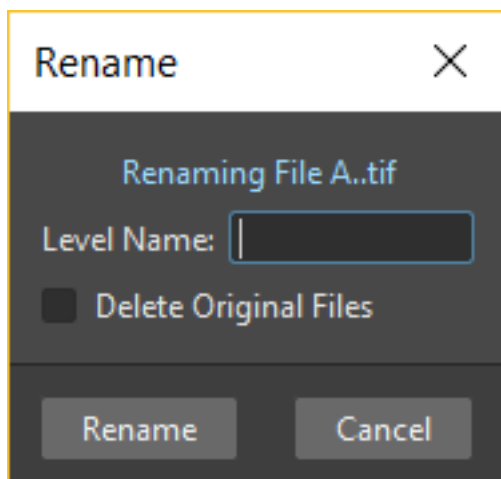 Rename
Renaming File A..tif
Level Name:
Delete Original Files
Rename Cancel